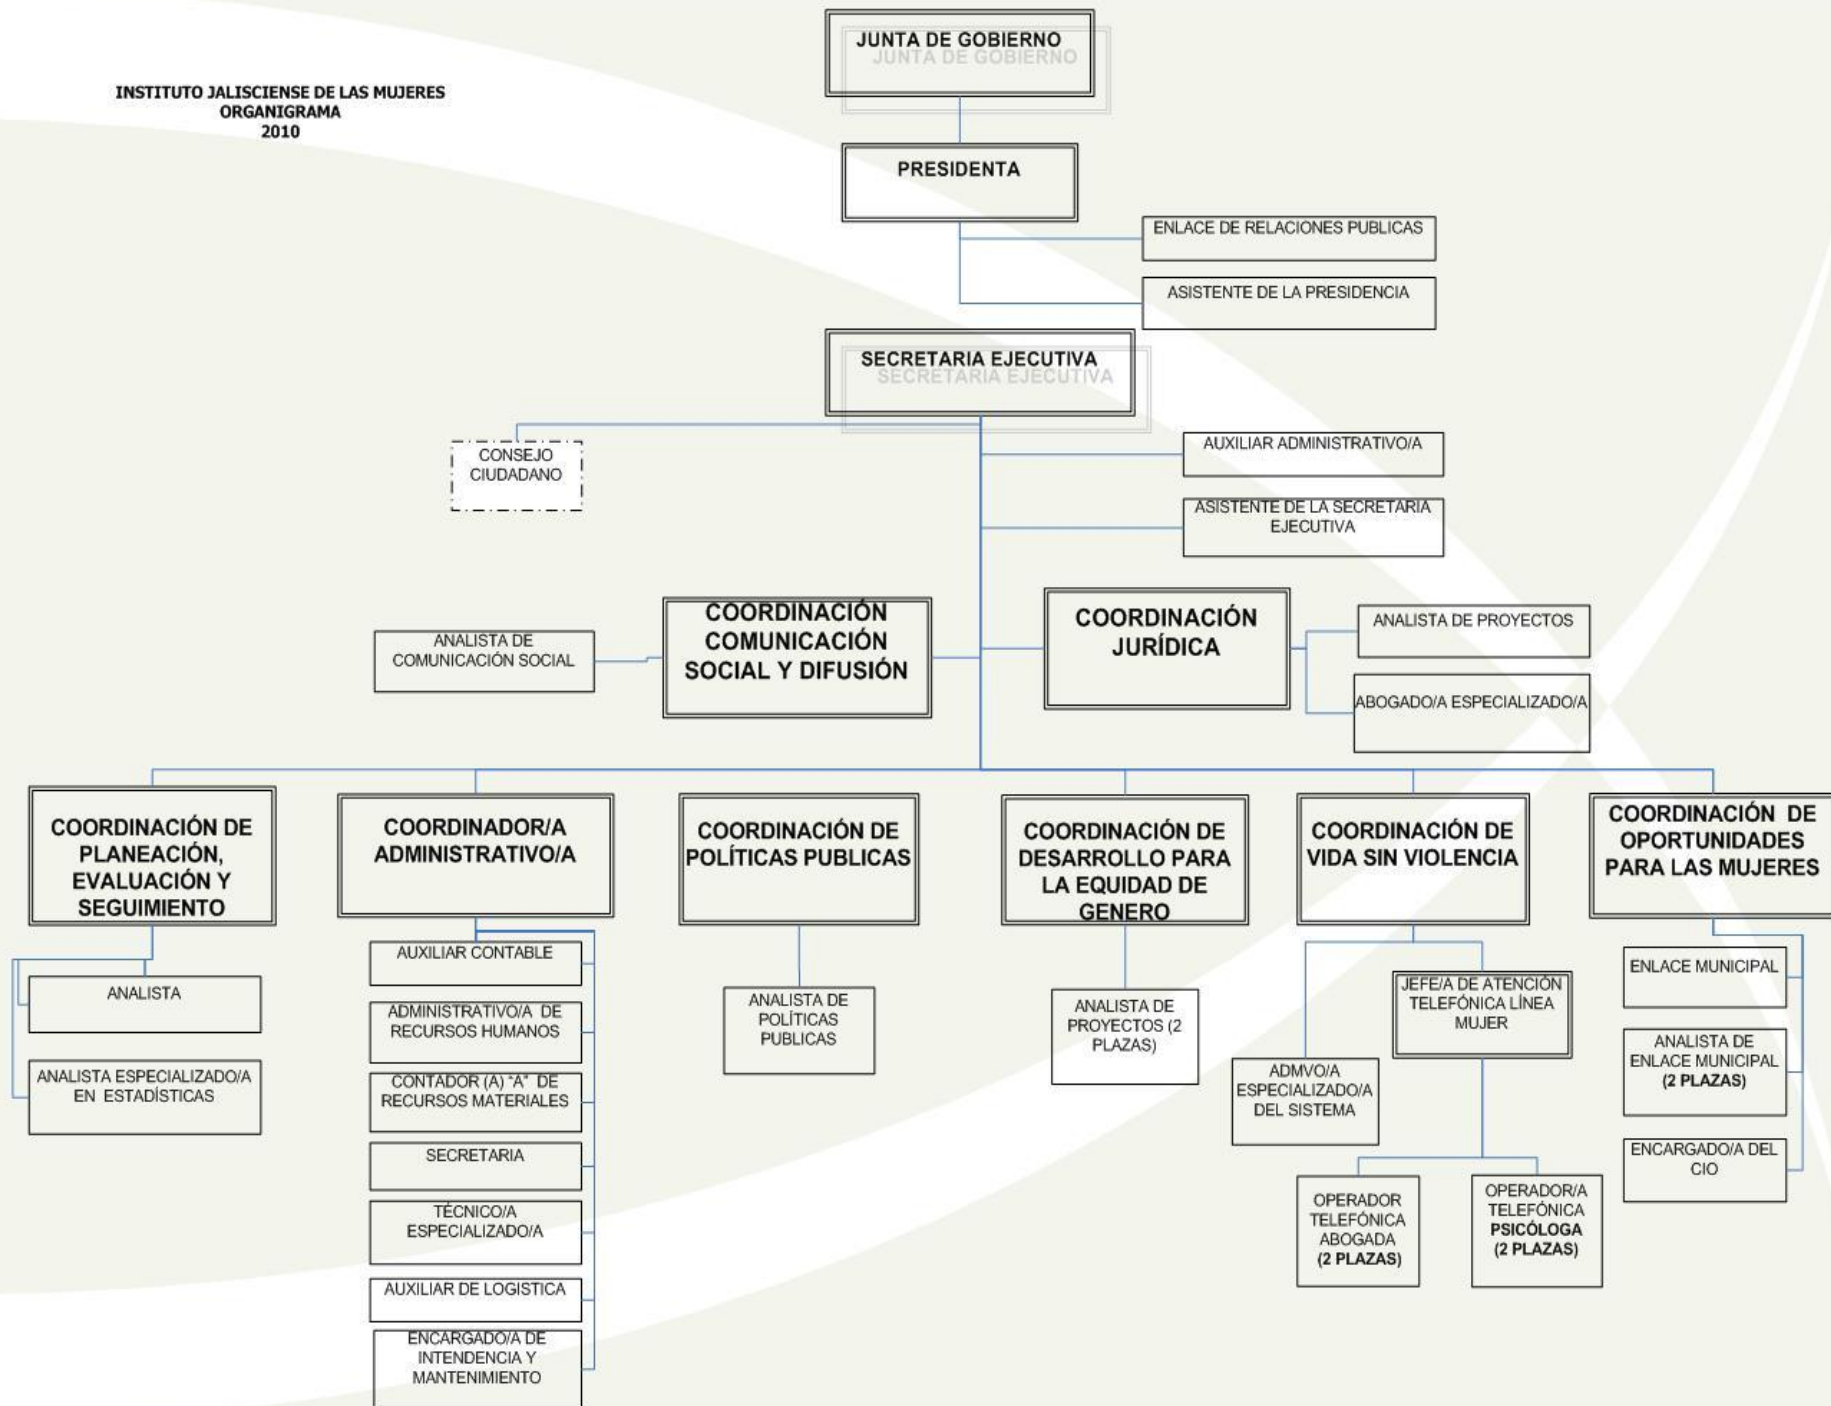 INSTITUTO JALISCIENSE DE LAS MUJERES
ORGANIGRAMA
2010
JUNTA DE GOBIERNO
JUNTA DE GOBIERNO
PRESIDENTA
ENLACE DE RELACIONES PUBLICAS
ASISTENTE DE LA PRESIDENCIA
SECRETARIA EJECUTIVA
SECRETARIA EJECUTIVA
CONSEJO
CIUDADANO
AUXILIAR ADMINISTRATIVO/A
ASISTENTE DE LA SECRETARIA
EJECUTIVA
ANALISTA DE
COMUNICACIÓN SOCIAL
COORDINACIÓN
COMUNICACIÓN
SOCIAL Y DIFUSIÓN
COORDINACIÓN
JURÍDICA
ANALISTA DE PROYECTOS
ABOGADO/A ESPECIALIZADO/A
COORDINACIÓN DE
PLANEACIÓN,
EVALUACIÓN Y
SEGUIMIENTO
ANALISTA
ANALISTA ESPECIALIZADO/A
EN ESTADÍSTICAS
COORDINADOR/A
ADMINISTRATIVO/A
AUXILIAR CONTABLE
ADMINISTRATIVO/A DE
RECURSOS HUMANOS
CONTADOR (A) "A" DE
RECURSOS MATERIALES
SECRETARIA
TÉCNICO/A
ESPECIALIZADO/A
AUXILIAR DE LOGISTICA
ENCARGADO/A DE
INTENDENCIA Y
MANTENIMIENTO
COORDINACIÓN DE
POLÍTICAS PUBLICAS
ANALISTA DE
POLÍTICAS
PUBLICAS
COORDINACIÓN DE
DESARROLLO PARA
LA EQUIDAD DE
GENERO
ANALISTA DE
PROYECTOS (2
PLAZAS)
COORDINACIÓN DE
VIDA SIN VIOLENCIA
JEFE/A DE ATENCIÓN
TELEFÓNICA LÍNEA
MUJER
ADMVO/A
ESPECIALIZADO/A
DEL SISTEMA
OPERADOR
TELEFÓNICA
ABOGADA
(2 PLAZAS)
OPERADOR/A
TELEFÓNICA
PSICÓLOGA
(2 PLAZAS)
COORDINACIÓN DE
OPORTUNIDADES
PARA LAS MUJERES
ENLACE MUNICIPAL
ANALISTA DE
ENLACE MUNICIPAL
(2 PLAZAS)
ENCARGADO/A DEL
CIO